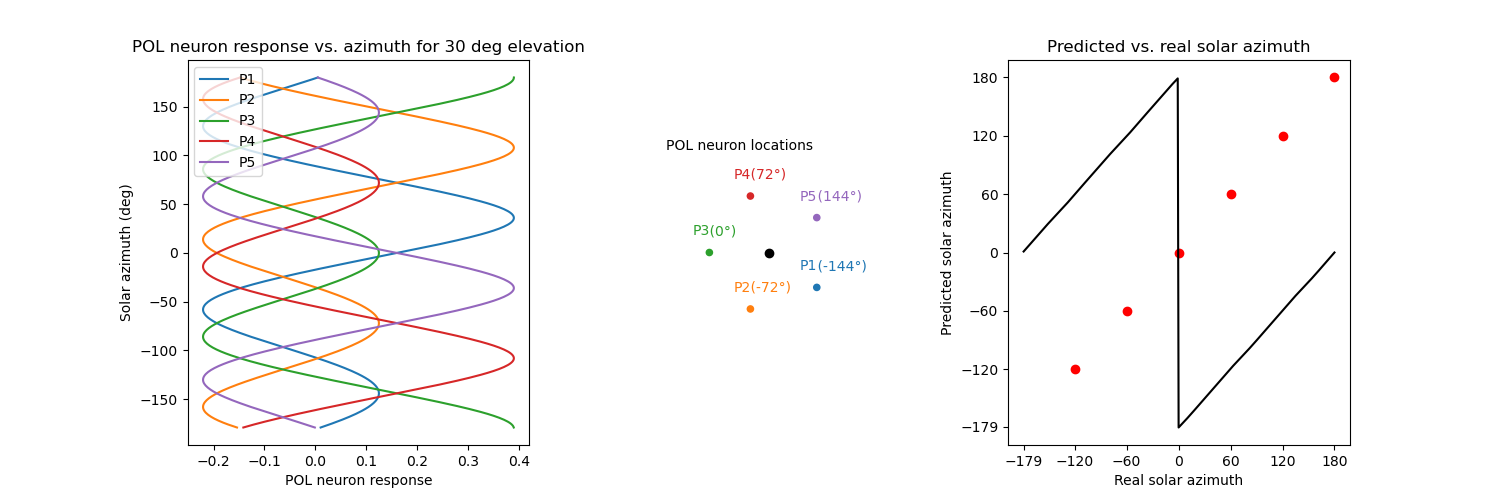 POL neuron response vs. azimuth for 30 deg elevation
P1
P2
P3
P4
P5
150
100
50
0
−50
−100
−150
Solar azimuth (deg)
−0.2 −0.1 0.0 0.1 0.2 0.3 0.4
POL neuron response
POL neuron locations
P4(72°)
P5(144°)
P3(0°)
P1(-144°)
P2(-72°)
Predicted vs. real solar azimuth
180
120
60
0
−60
−120
−179
Predicted solar azimuth
−179 −120 −60 0 60 120 180
Real solar azimuth